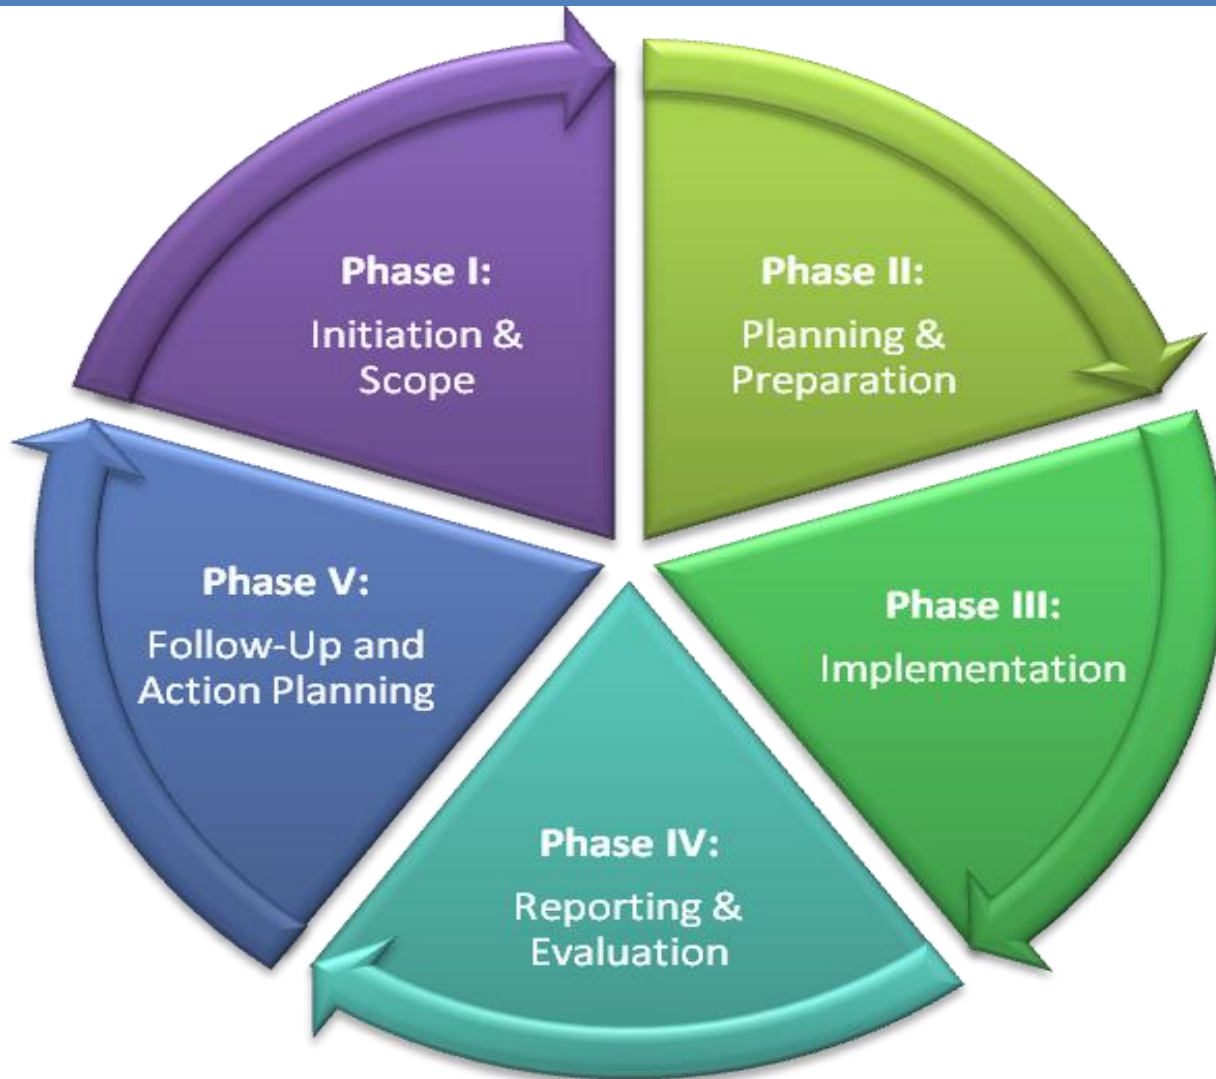 Phase I:
Initiation &
Scope
Phase II:
Planning &
Preparation
Phase III:
Implementation
Phase IV:
Reporting &
Evaluation
Phase V:
Follow-Up and
Action Planning